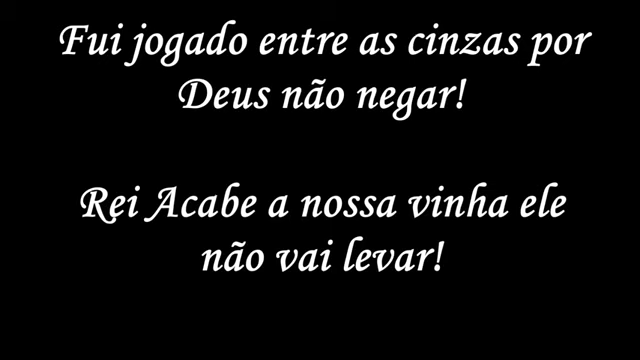 Fui jogado entre as cinzas por
Deus não negar!
Rei Acabe a nossa vinha ele
não vai levar!